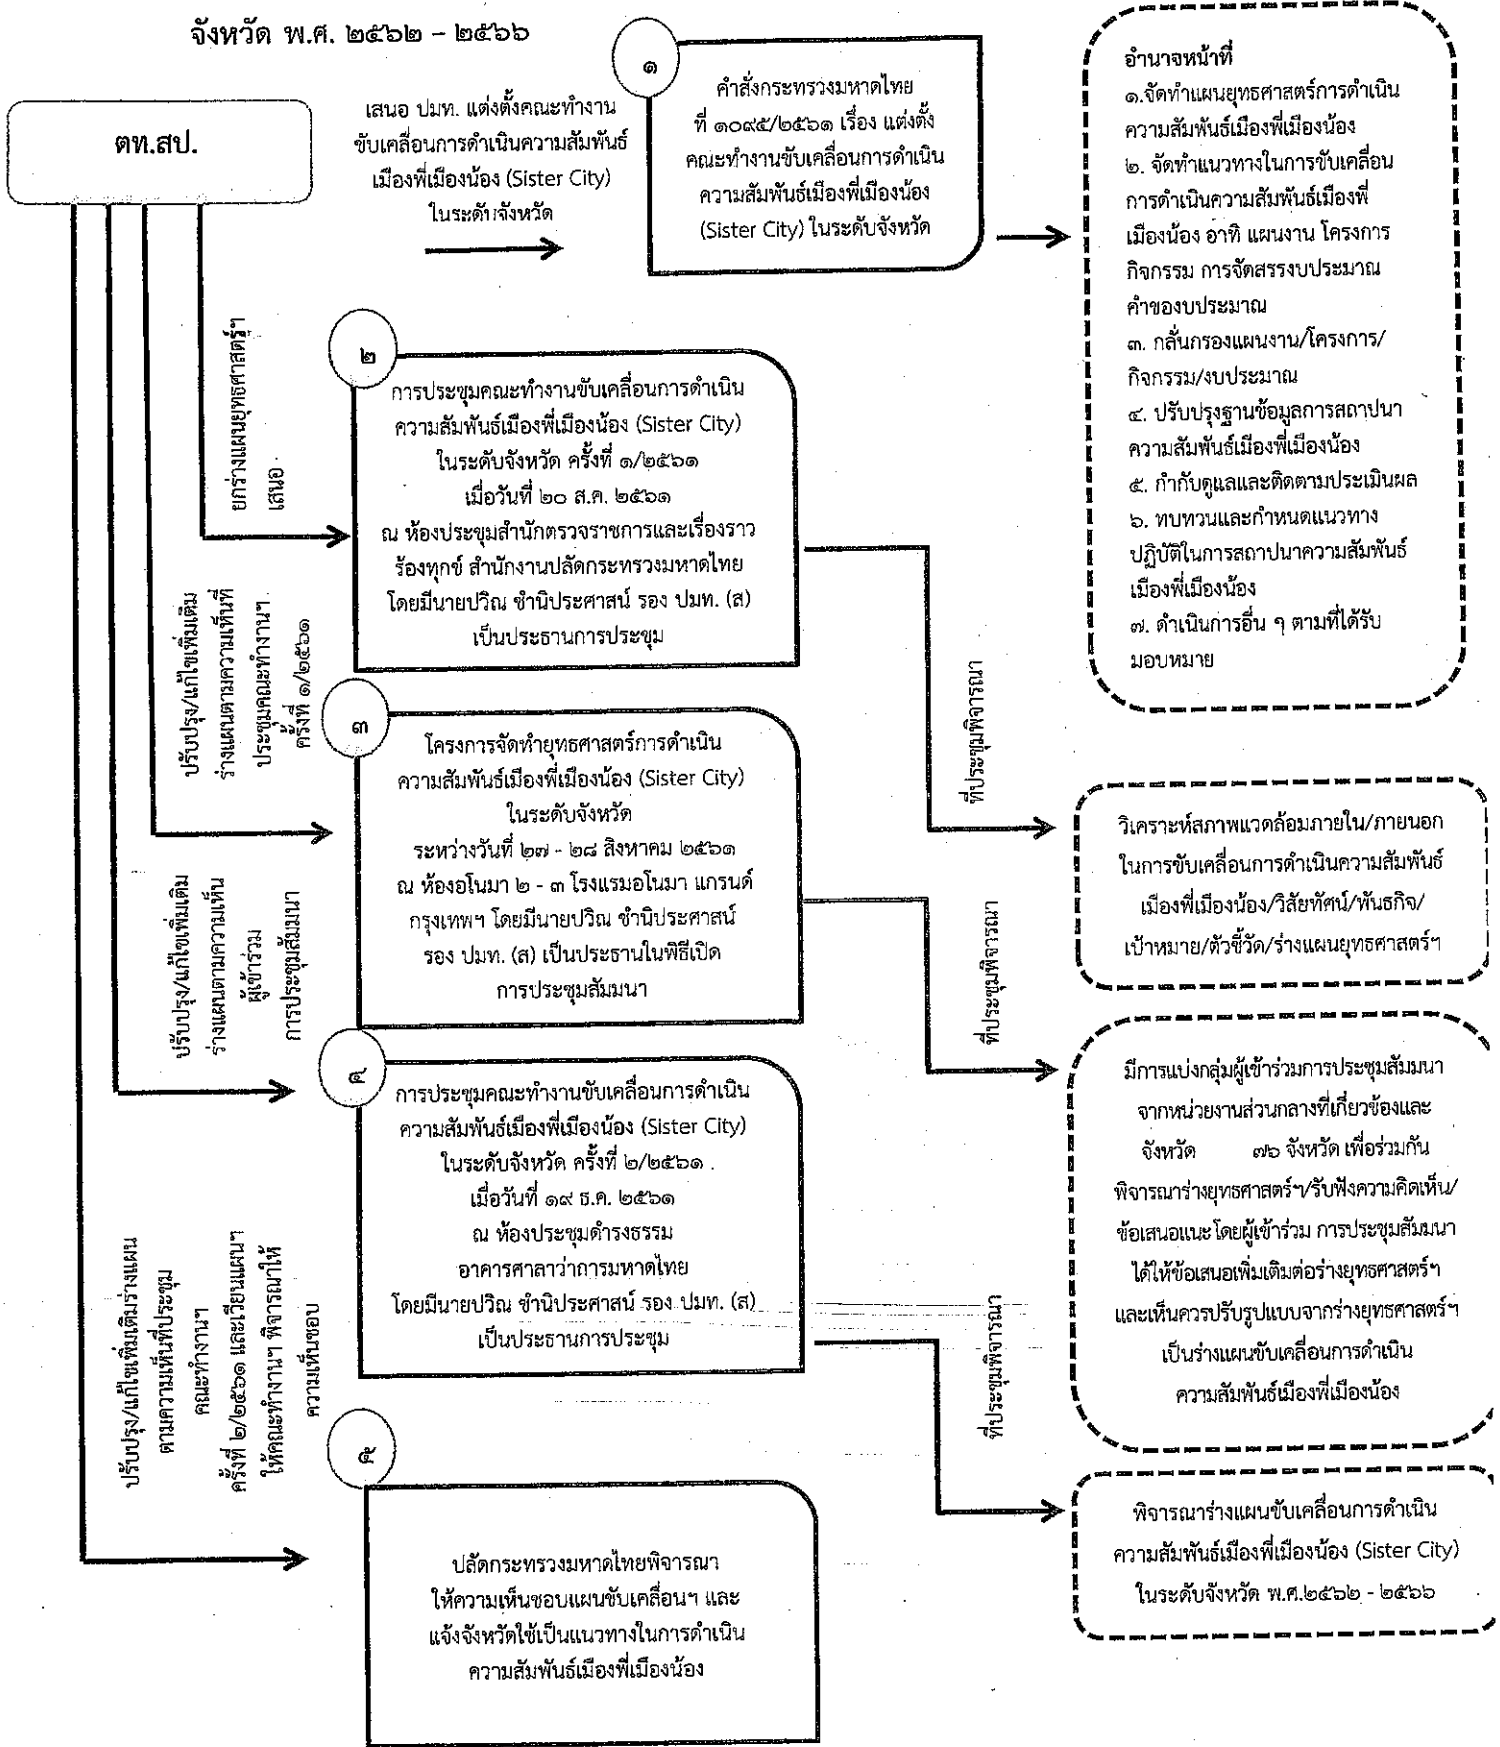 จังหวัด พ.ศ. ๒๕๖๒ – ๒๕๖๖
ตท.สป.
เสนอ ปมท. แต่งตั้งคณะทำงาน
ขับเคลื่อนการดำเนินความสัมพันธ์
เมืองพี่เมืองน้อง (Sister City)
ในระดับจังหวัด
๑
คำสั่งกระทรวงมหาดไทย
ที่ ๑๐๙๕/๒๕๖๑ เรื่อง แต่งตั้ง
คณะทำงานขับเคลื่อนการดำเนิน
ความสัมพันธ์เมืองพี่เมืองน้อง
(Sister City) ในระดับจังหวัด
อำนาจหน้าที่
๑.จัดทำแผนยุทธศาสตร์การดำเนิน
ความสัมพันธ์เมืองพี่เมืองน้อง
๒. จัดทำแนวทางในการขับเคลื่อน
การดำเนินความสัมพันธ์เมืองพี่
เมืองน้อง อาทิ แผนงาน โครงการ
กิจกรรม การจัดสรรงบประมาณ
คำของบประมาณ
๓. กลั่นกรองแผนงาน/โครงการ/
กิจกรรม/งบประมาณ
๔. ปรับปรุงฐานข้อมูลการสถาปนา
ความสัมพันธ์เมืองพี่เมืองน้อง
๕. กำกับดูแลและติดตามประเมินผล
๖. ทบทวนและกำหนดแนวทาง
ปฏิบัติในการสถาปนาความสัมพันธ์
เมืองพี่เมืองน้อง
๗. ดำเนินการอื่น ๆ ตามที่ได้รับ
มอบหมาย
ยกร่างแผนยุทธศาสตร์ฯ
เสนอ
๒
การประชุมคณะทำงานขับเคลื่อนการดำเนิน
ความสัมพันธ์เมืองพี่เมืองน้อง (Sister City)
ในระดับจังหวัด ครั้งที่ ๑/๒๕๖๑
เมื่อวันที่ ๒๐ ส.ค. ๒๕๖๑
ณ ห้องประชุมสำนักตรวจราชการและเรื่องราว
ร้องทุกข์ สำนักงานปลัดกระทรวงมหาดไทย
โดยมีนายปวิณ ชำนิประศาสน์ รอง ปมท. (ส)
เป็นประธานการประชุม
ที่ประชุมพิจารณา
วิเคราะห์สภาพแวดล้อมภายใน/ภายนอก
ในการขับเคลื่อนการดำเนินความสัมพันธ์
เมืองพี่เมืองน้อง/วิสัยทัศน์/พันธกิจ/
เป้าหมาย/ตัวชี้วัด/ร่างแผนยุทธศาสตร์ฯ
ปรับปรุง/แก้ไขเพิ่มเติม
ร่างแผนตามความเห็นที่
ประชุมคณะทำงานฯ
ครั้งที่ ๑/๒๕๖๑
๓
โครงการจัดทำยุทธศาสตร์การดำเนิน
ความสัมพันธ์เมืองพี่เมืองน้อง (Sister City)
ในระดับจังหวัด
ระหว่างวันที่ ๒๗ - ๒๘ สิงหาคม ๒๕๖๑
ณ ห้องอโนมา ๒ - ๓ โรงแรมอโนมา แกรนด์
กรุงเทพฯ โดยมีนายปวิณ ชำนิประศาสน์
รอง ปมท. (ส) เป็นประธานในพิธีเปิด
การประชุมสัมมนา
ที่ประชุมพิจารณา
มีการแบ่งกลุ่มผู้เข้าร่วมการประชุมสัมมนา
จากหน่วยงานส่วนกลางที่เกี่ยวข้องและ
จังหวัด ๗๖ จังหวัด เพื่อร่วมกัน
พิจารณาร่างยุทธศาสตร์ฯ/รับฟังความคิดเห็น/
ข้อเสนอแนะ โดยผู้เข้าร่วม การประชุมสัมมนา
ได้ให้ข้อเสนอเพิ่มเติมต่อร่างยุทธศาสตร์ฯ
และเห็นควรปรับรูปแบบจากร่างยุทธศาสตร์ฯ
เป็นร่างแผนขับเคลื่อนการดำเนิน
ความสัมพันธ์เมืองพี่เมืองน้อง
ปรับปรุง/แก้ไขเพิ่มเติม
ร่างแผนตามความเห็น
ผู้เข้าร่วม
การประชุมสัมมนา
๔
การประชุมคณะทำงานขับเคลื่อนการดำเนิน
ความสัมพันธ์เมืองพี่เมืองน้อง (Sister City)
ในระดับจังหวัด ครั้งที่ ๒/๒๕๖๑
เมื่อวันที่ ๑๙ ธ.ค. ๒๕๖๑
ณ ห้องประชุมดำรงธรรม
อาคารศาลาว่าการมหาดไทย
โดยมีนายปวิณ ชำนิประศาสน์ รอง ปมท. (ส)
เป็นประธานการประชุม
ที่ประชุมพิจารณา
พิจารณาร่างแผนขับเคลื่อนการดำเนิน
ความสัมพันธ์เมืองพี่เมืองน้อง (Sister City)
ในระดับจังหวัด พ.ศ.๒๕๖๒ - ๒๕๖๖
ปรับปรุง/แก้ไขเพิ่มเติมร่างแผน
ตามความเห็นที่ประชุม
คณะทำงานฯ
ครั้งที่ ๒/๒๕๖๑ และเวียนแผนฯ
ให้คณะทำงานฯ พิจารณาให้
ความเห็นชอบ
๕
ปลัดกระทรวงมหาดไทยพิจารณา
ให้ความเห็นชอบแผนขับเคลื่อนฯ และ
แจ้งจังหวัดใช้เป็นแนวทางในการดำเนิน
ความสัมพันธ์เมืองพี่เมืองน้อง